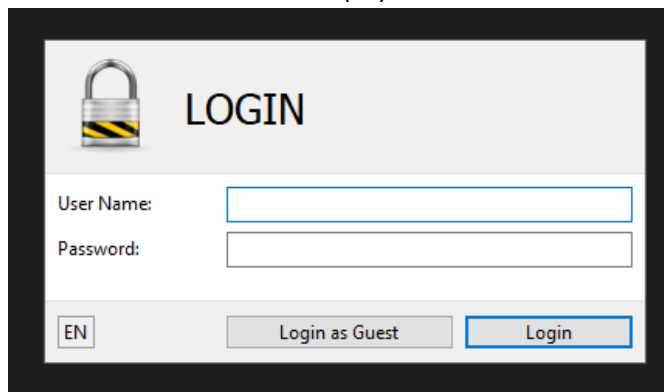 LOGIN
User Name:
Password:
EN
Login as Guest
Login